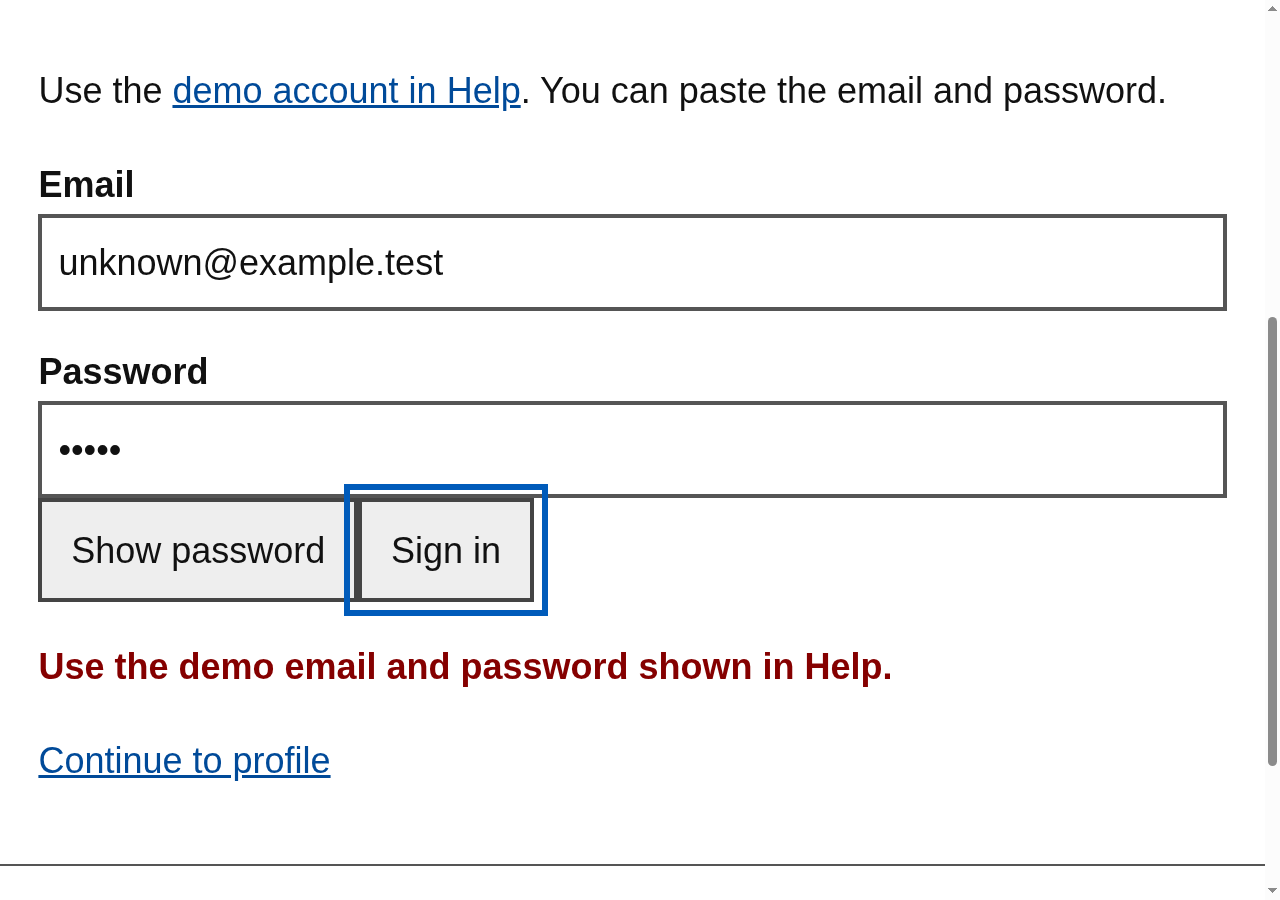 Use the demo account in Help. You can paste the email and password.
Email
unknown@example.test
Password
•••••
Show password
Sign in
Use the demo email and password shown in Help.
Continue to profile